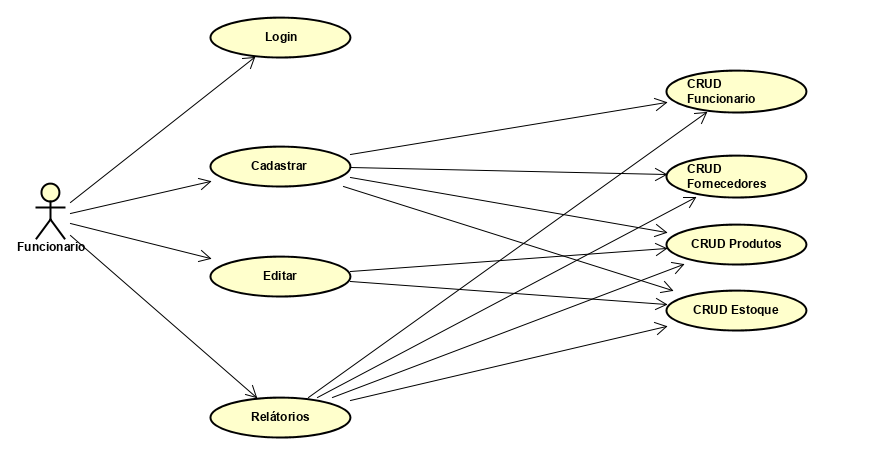 Login
CRUD
Funcionario
Cadastrar
CRUD
Fornecedores
Funcionario
CRUD Produtos
Editar
CRUD Estoque
Relátorios